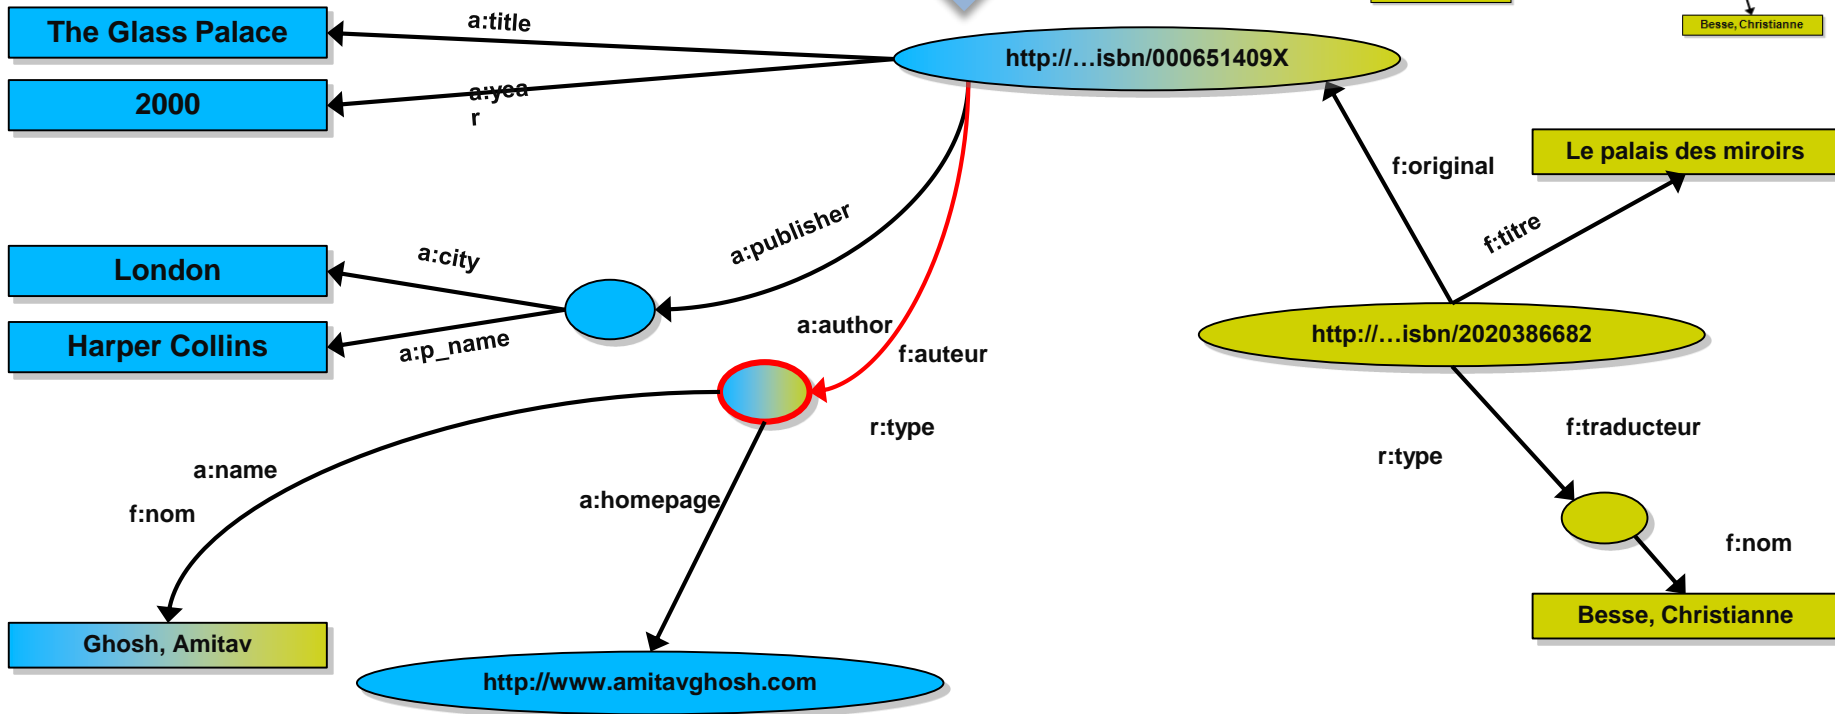 Besse, Christianne
The Glass Palace
a:title
http://…isbn/000651409X
2000
a:yea
r
f:original
Le palais des miroirs
a:publisher
f:titre
London
a:city
Harper Collins
a:p_name
a:author
f:auteur
http://…isbn/2020386682
r:type
f:traducteur
r:type
a:name
f:nom
a:homepage
f:nom
Ghosh, Amitav
Besse, Christianne
http://www.amitavghosh.com